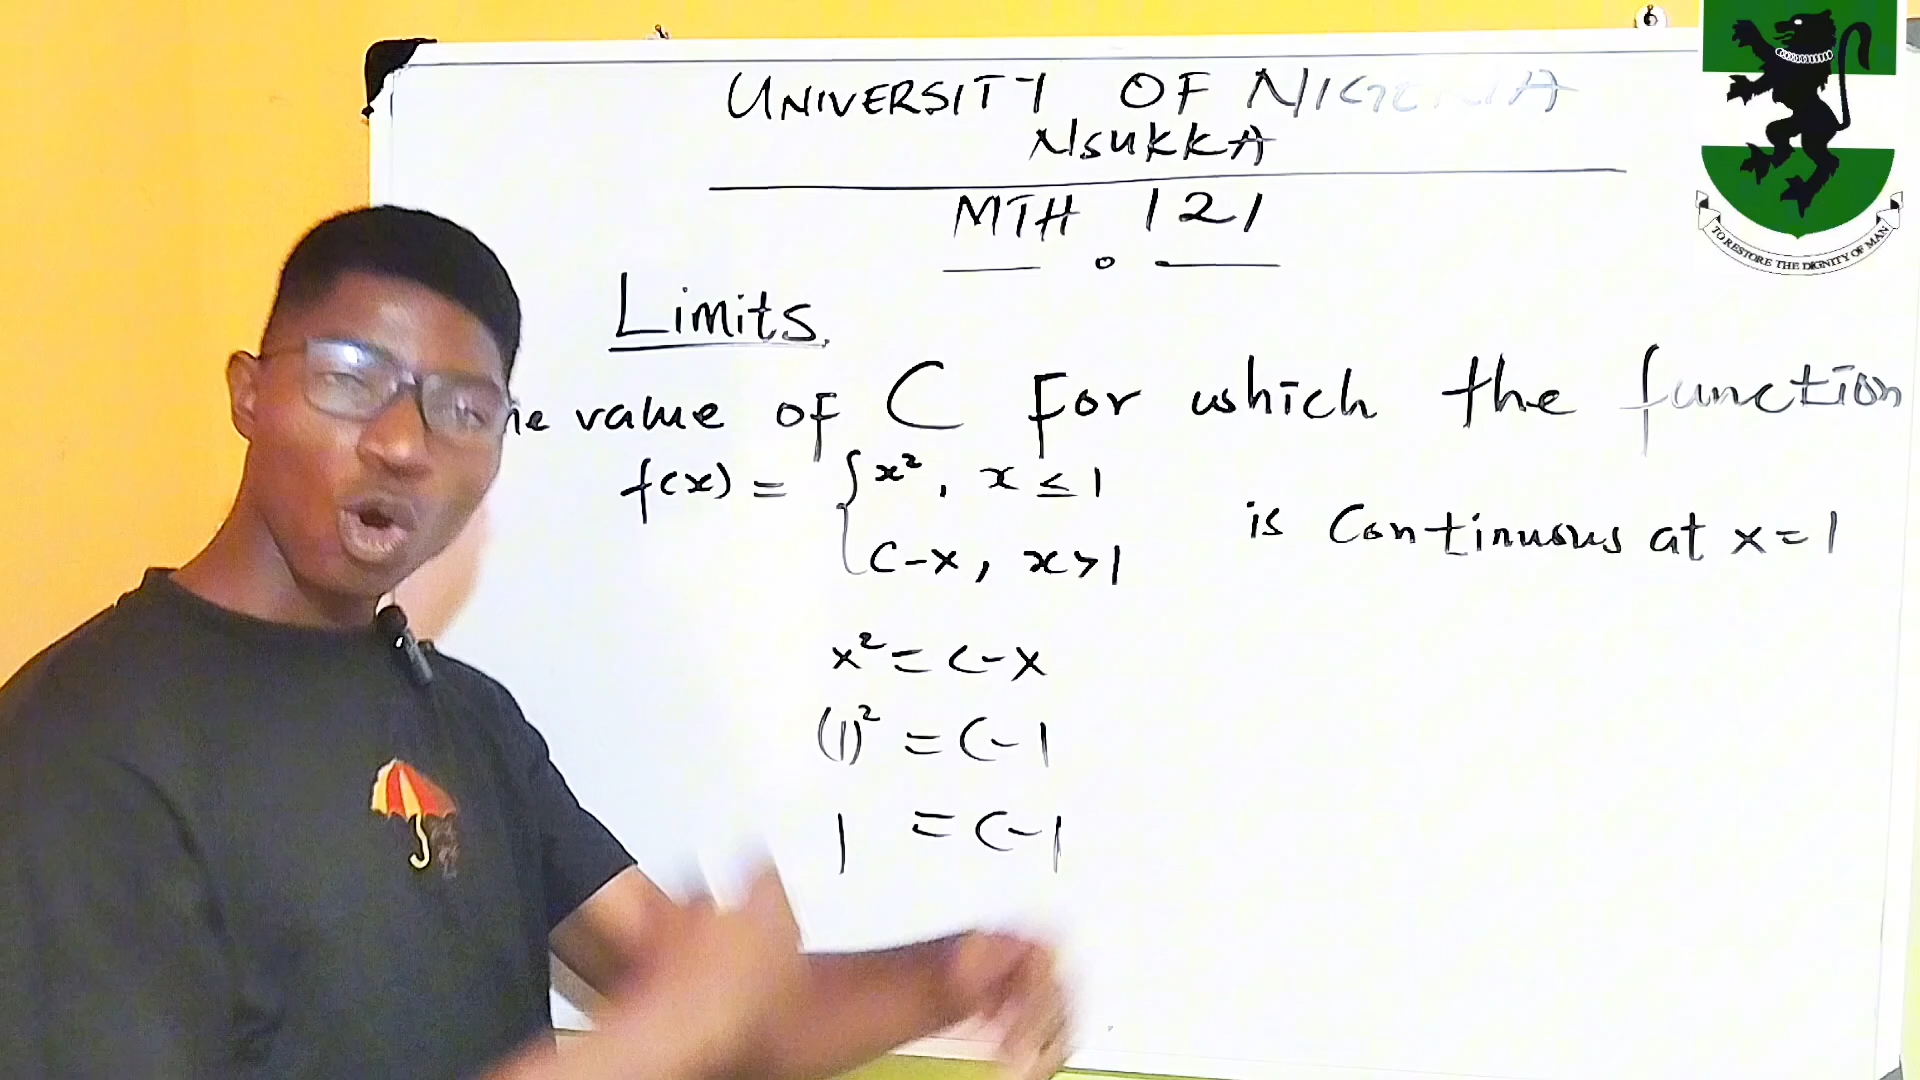 UNIVERSITY OF NIGERIA
NSUKKA
MTH 121
Limits.
value of C For which the function
f(x) = { x², x ≤ 1
c-x, x>1
is Continuous at x=1
x² = c-x
(1)² = c-1
1 = c-1
TO RESTORE THE DIGNITY OF MAN